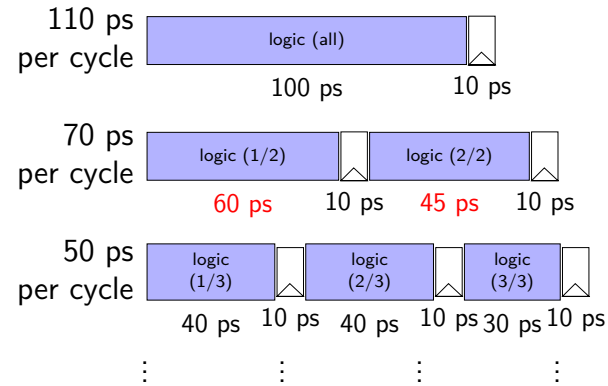 110 ps
per cycle
logic (all)
100 ps
10 ps
70 ps
per cycle
logic (1/2)
logic (2/2)
60 ps
10 ps
45 ps
10 ps
50 ps
per cycle
logic
(1/3)
logic
(2/3)
logic
(3/3)
40 ps
10 ps
40 ps
10 ps
30 ps
10 ps